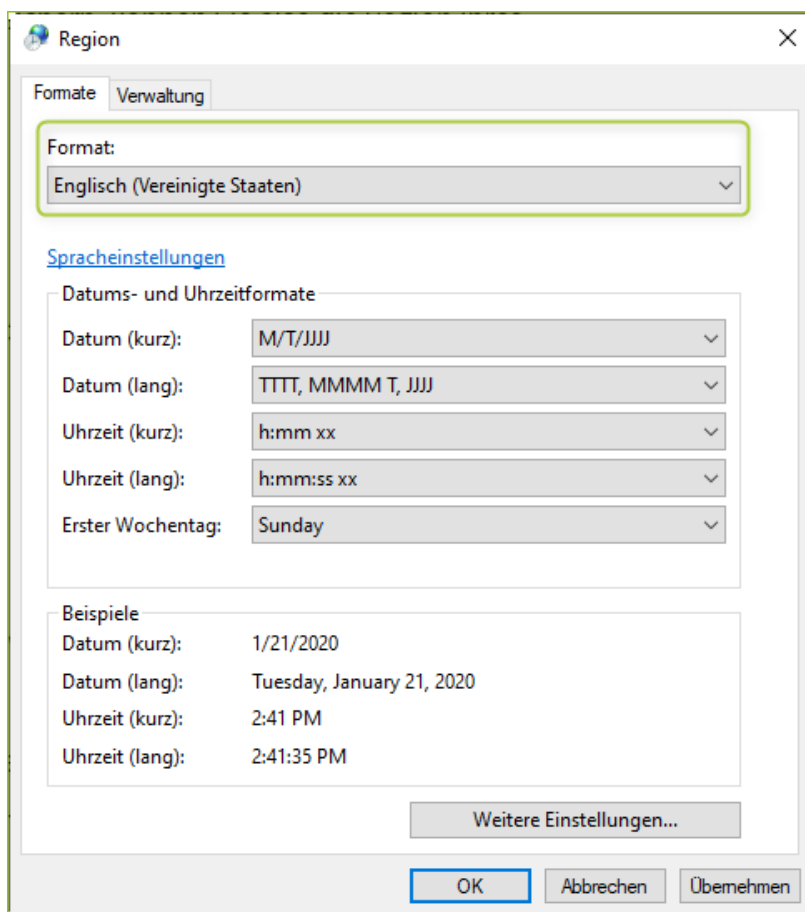 Region
Formate Verwaltung
Format:
Englisch (Vereinigte Staaten)
Spracheinstellungen
Datums- und Uhrzeitformate
Datum (kurz): M/T/JJJJ
Datum (lang): TTTT, MMMM T, JJJJ
Uhrzeit (kurz): h:mm xx
Uhrzeit (lang): h:mm:ss xx
Erster Wochentag: Sunday
Beispiele
Datum (kurz): 1/21/2020
Datum (lang): Tuesday, January 21, 2020
Uhrzeit (kurz): 2:41 PM
Uhrzeit (lang): 2:41:35 PM
Weitere Einstellungen...
OK Abbrechen Übernehmen